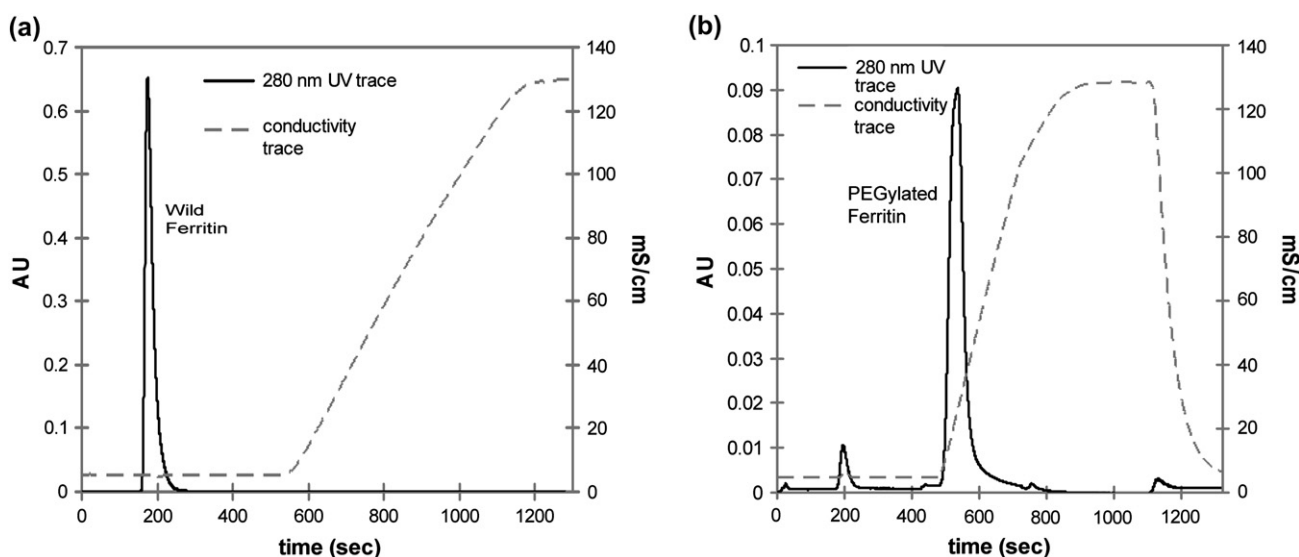 (a)
0.7
0.6
0.5
0.4
0.3
0.2
0.1
0
AU
280 nm UV trace
conductivity
trace
Wild
Ferritin
140
120
100
80
60
40
20
0
mS/cm
0 200 400 600 800 1000 1200
time (sec)
(b)
0.1
0.09
0.08
0.07
0.06
0.05
0.04
0.03
0.02
0.01
0
AU
280 nm UV
trace
conductivity
trace
PEGylated
Ferritin
140
120
100
80
60
40
20
0
mS/cm
0 200 400 600 800 1000 1200
time (sec)